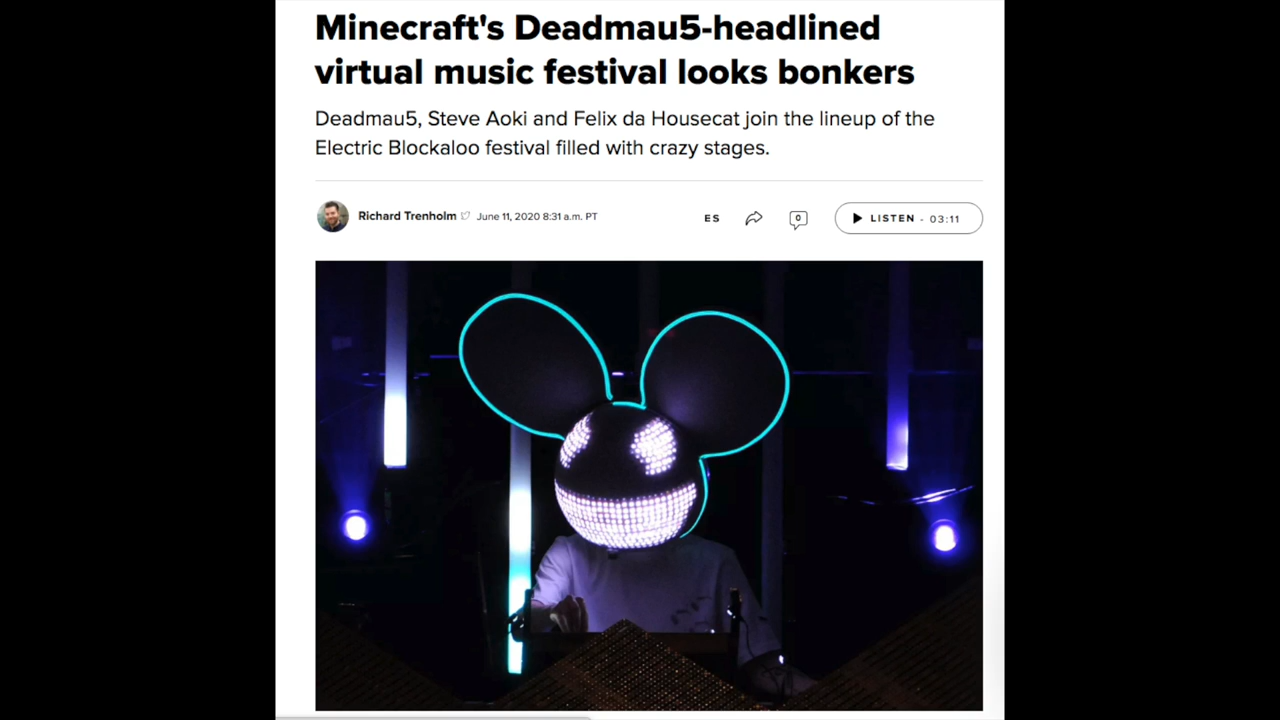 Minecraft's Deadmau5-headlined
virtual music festival looks bonkers
Deadmau5, Steve Aoki and Felix da Housecat join the lineup of the
Electric Blockaloo festival filled with crazy stages.
Richard Trenholm June 11, 2020 8:31 a.m. PT
ES 0 LISTEN - 03:11